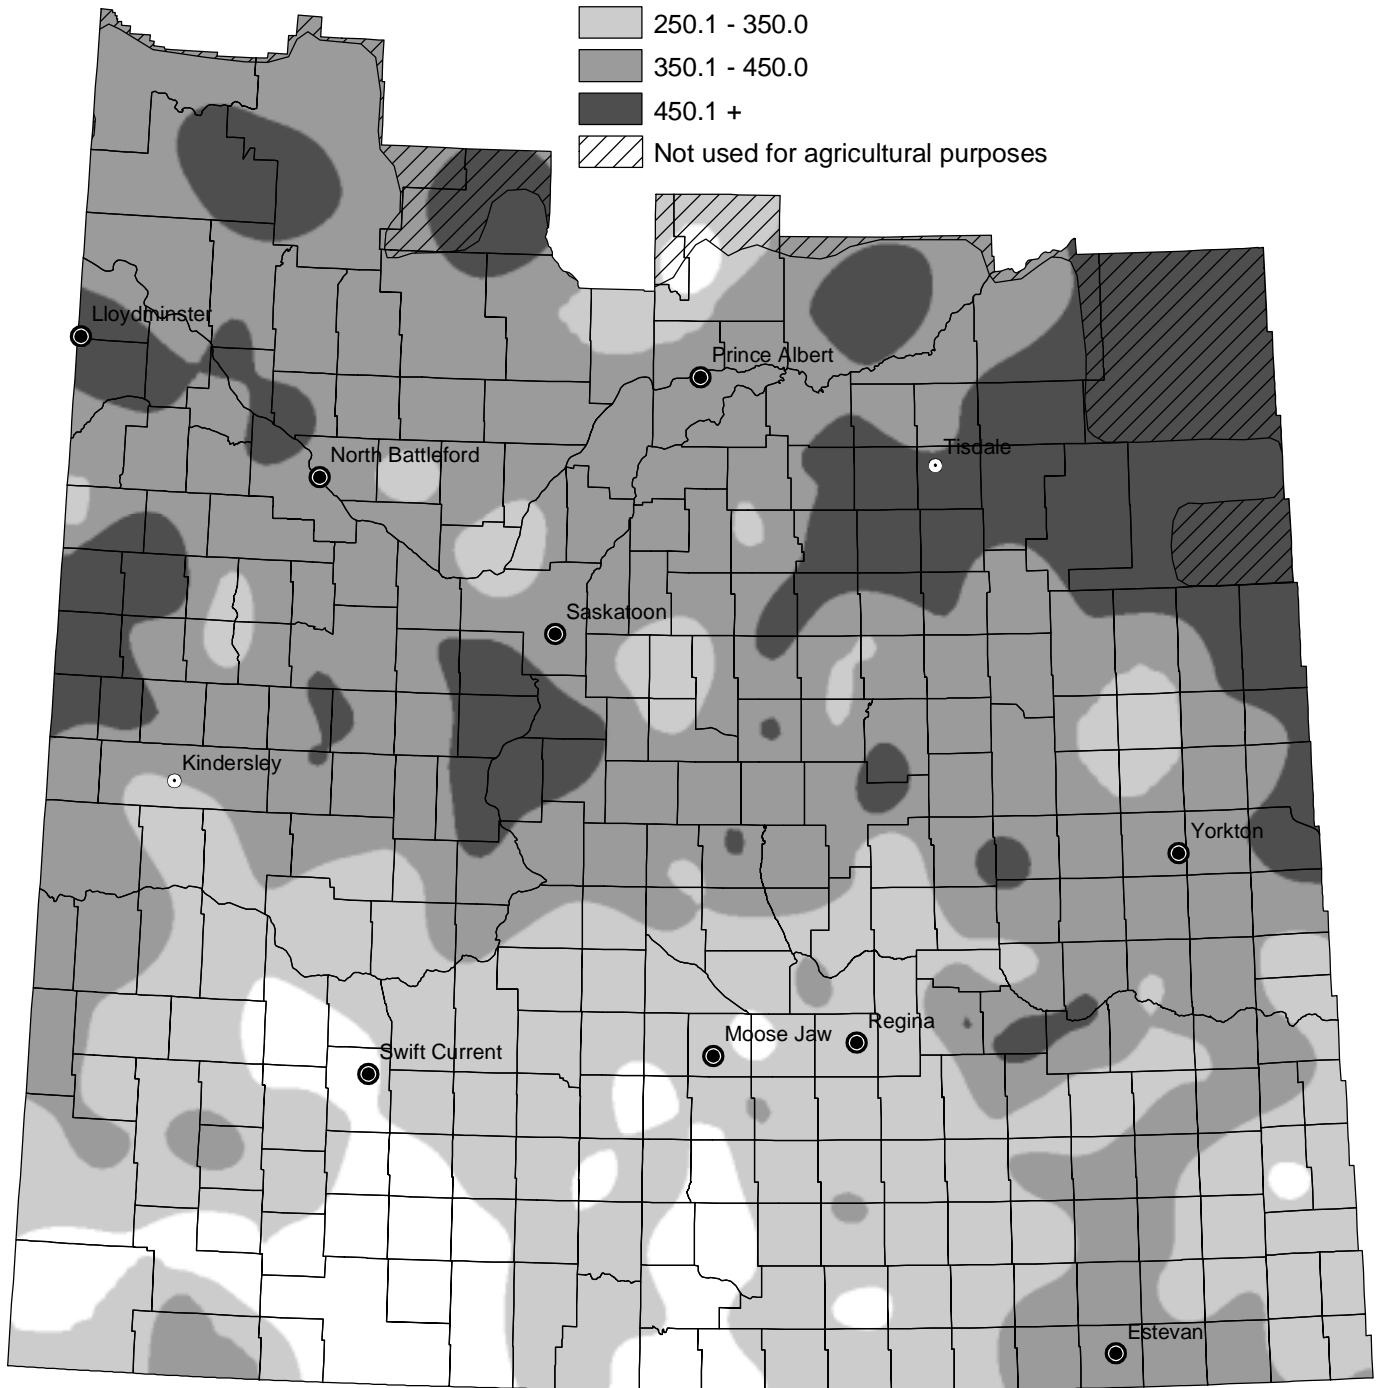 250.1 - 350.0
350.1 - 450.0
450.1 +
Not used for agricultural purposes
Lloydminster
Prince Albert
Tisdale
North Battleford
Saskatoon
Kindersley
Yorkton
Regina
Moose Jaw
Swift Current
Estevan